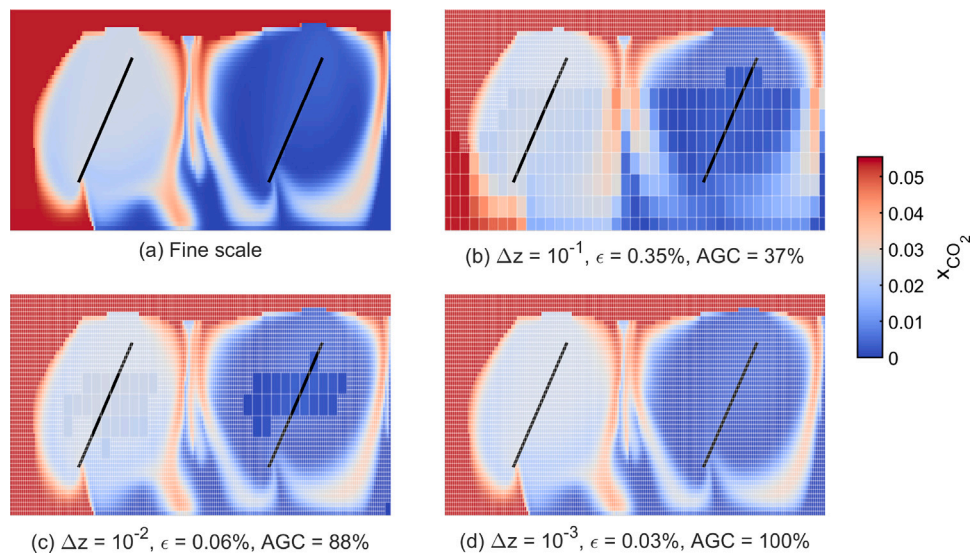 (a) Fine scale
(b) Δz = 10⁻¹, ϵ = 0.35%, AGC = 37%
0.05
0.04
0.03
0.02
0.01
0
x_CO₂
(c) Δz = 10⁻², ϵ = 0.06%, AGC = 88%
(d) Δz = 10⁻³, ϵ = 0.03%, AGC = 100%